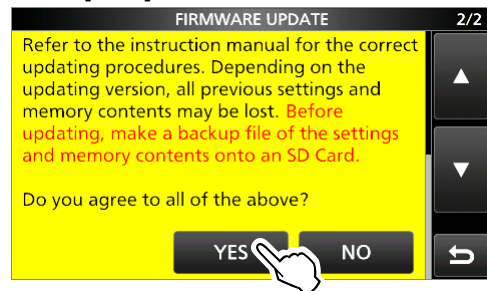 FIRMWARE UPDATE 2/2
Refer to the instruction manual for the correct
updating procedures. Depending on the
updating version, all previous settings and
memory contents may be lost. Before
updating, make a backup file of the settings
and memory contents onto an SD Card.
Do you agree to all of the above?
YES NO